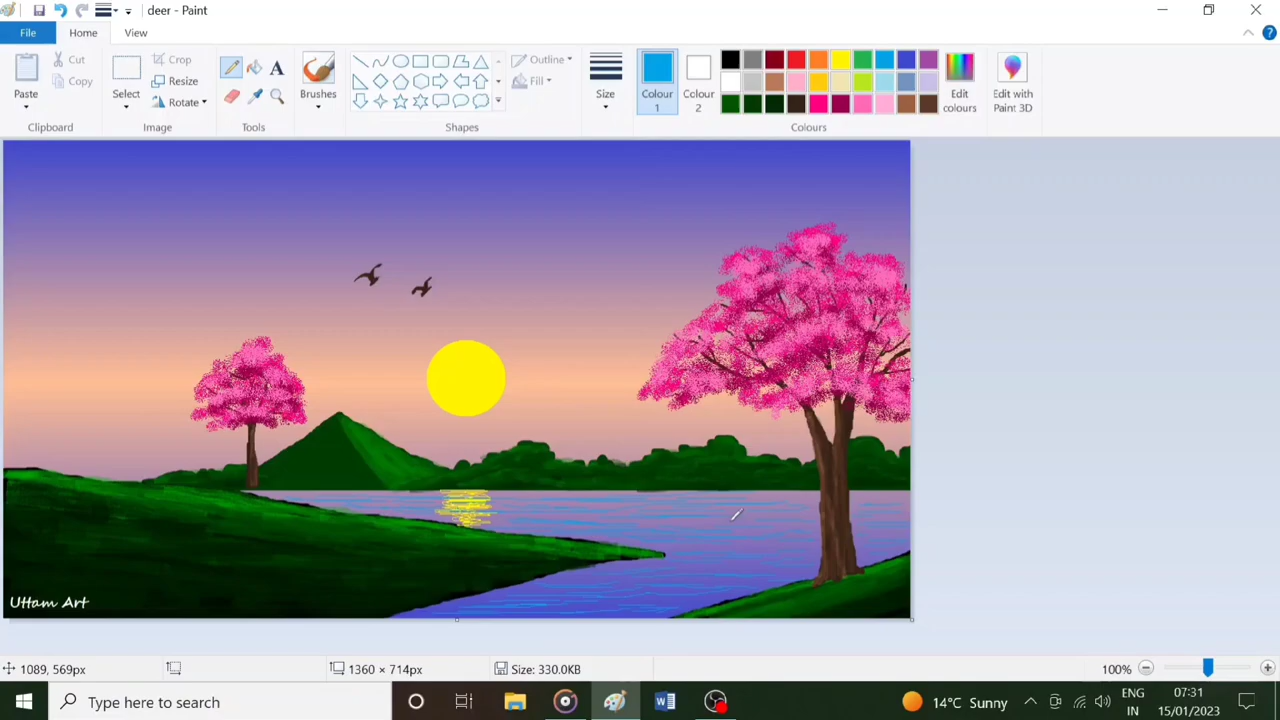 deer - Paint
File
Home
View
Paste
Cut
Copy
Clipboard
Select
Crop
Resize
Rotate
Image
A
Tools
Brushes
Shapes
Outline
Fill
Size
Colour 1
Colour 2
Edit colours
Colours
Edit with Paint 3D
?
Uttam Art
1089, 569px
1360 × 714px
Size: 330.0KB
100%
Type here to search
W
14°C Sunny
ENG
IN
07:31
15/01/2023